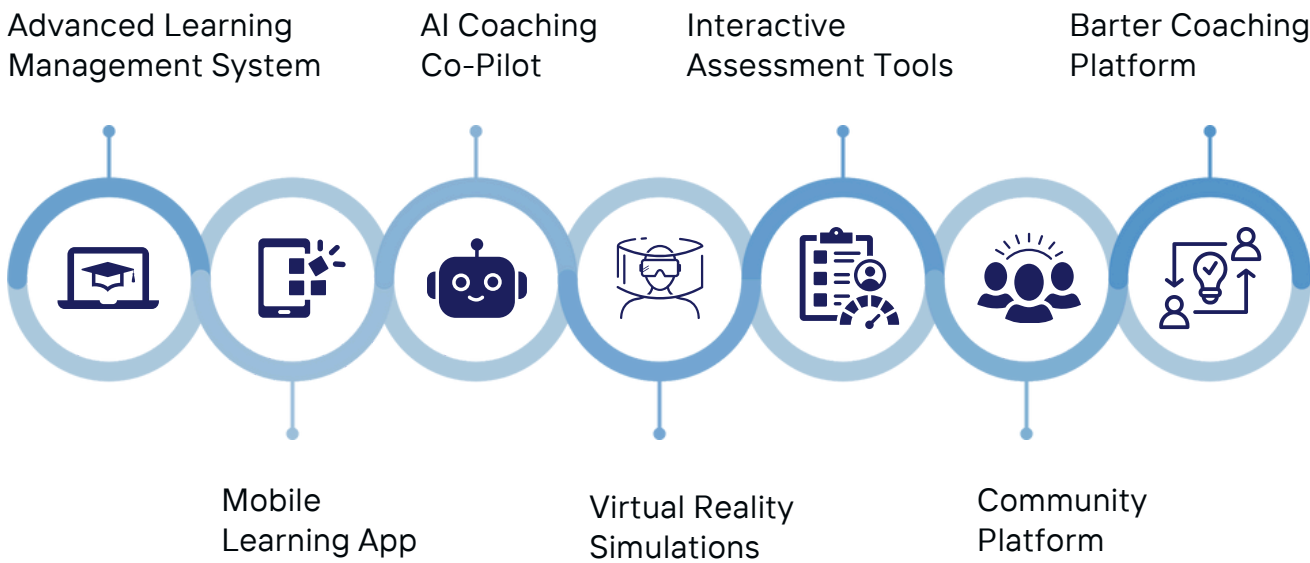 Advanced Learning
Management System
AI Coaching
Co-Pilot
Interactive
Assessment Tools
Barter Coaching
Platform
Mobile
Learning App
Virtual Reality
Simulations
Community
Platform